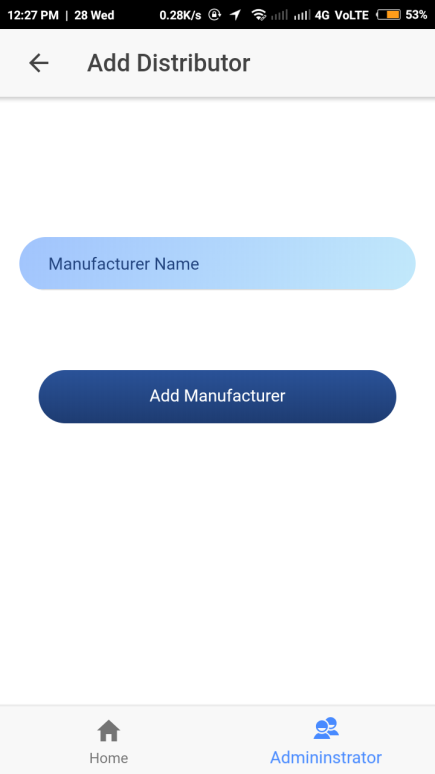 12:27 PM | 28 Wed 0.28K/s 4G VoLTE 53%
Add Distributor
Manufacturer Name
Add Manufacturer
Home
Admininstrator